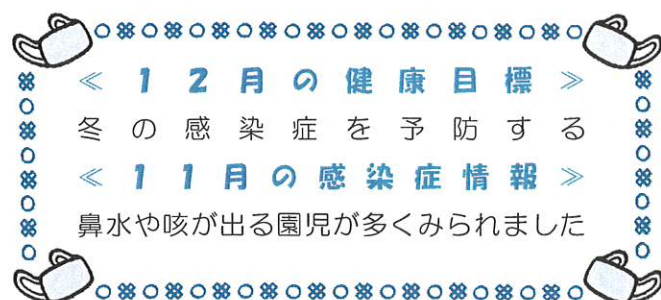 ≪１２月の健康目標≫
冬の感染症を予防する
≪１１月の感染症情報≫
鼻水や咳が出る園児が多くみられました